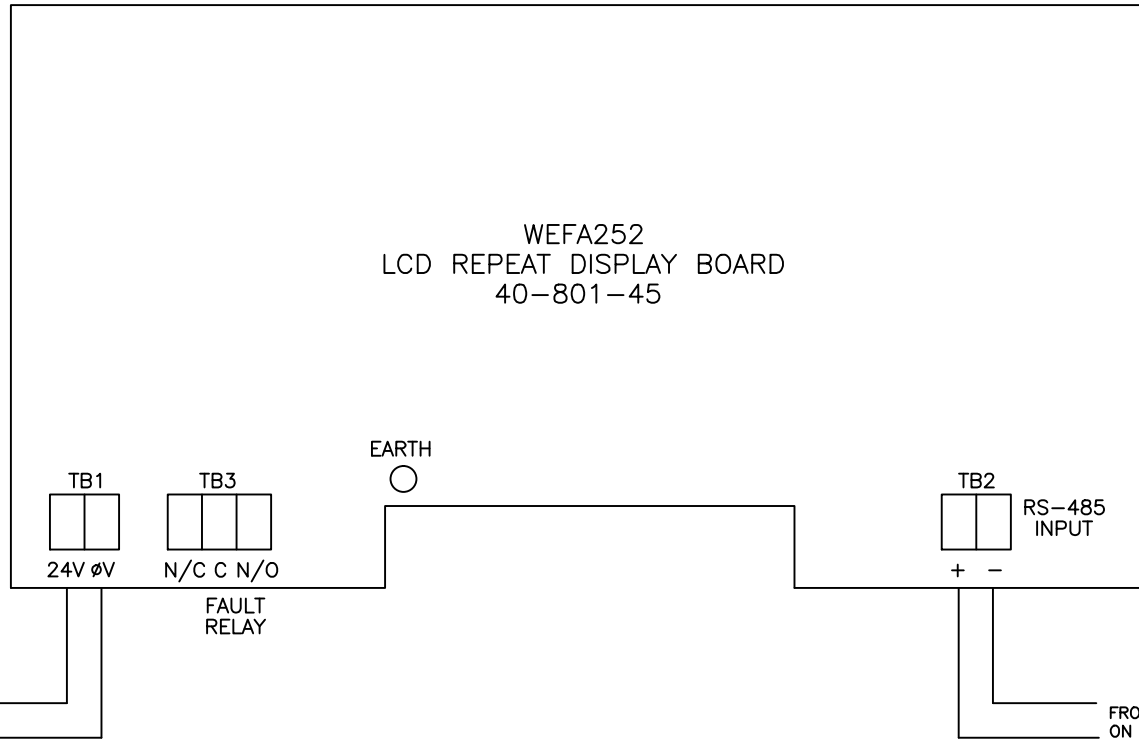 WEFA252
LCD REPEAT DISPLAY BOARD
40-801-45
EARTH
TB1
TB3
TB2
RS-485
INPUT
24V øV
N/C C N/O
+ -
FAULT
RELAY
FRO
ON